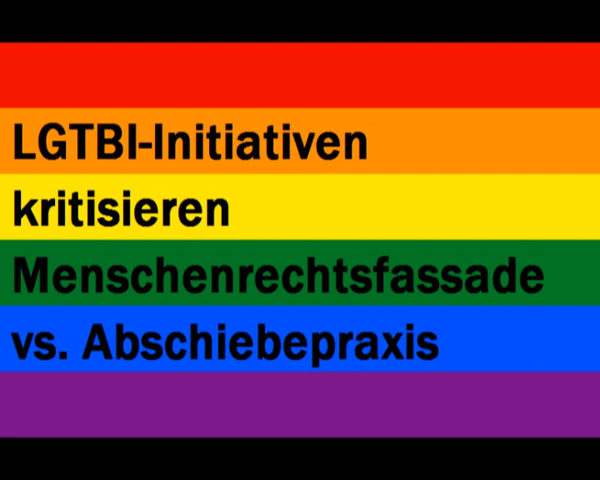 LGTBI-Initiativen
kritisieren
Menschenrechtsfassade
vs. Abschiebepraxis